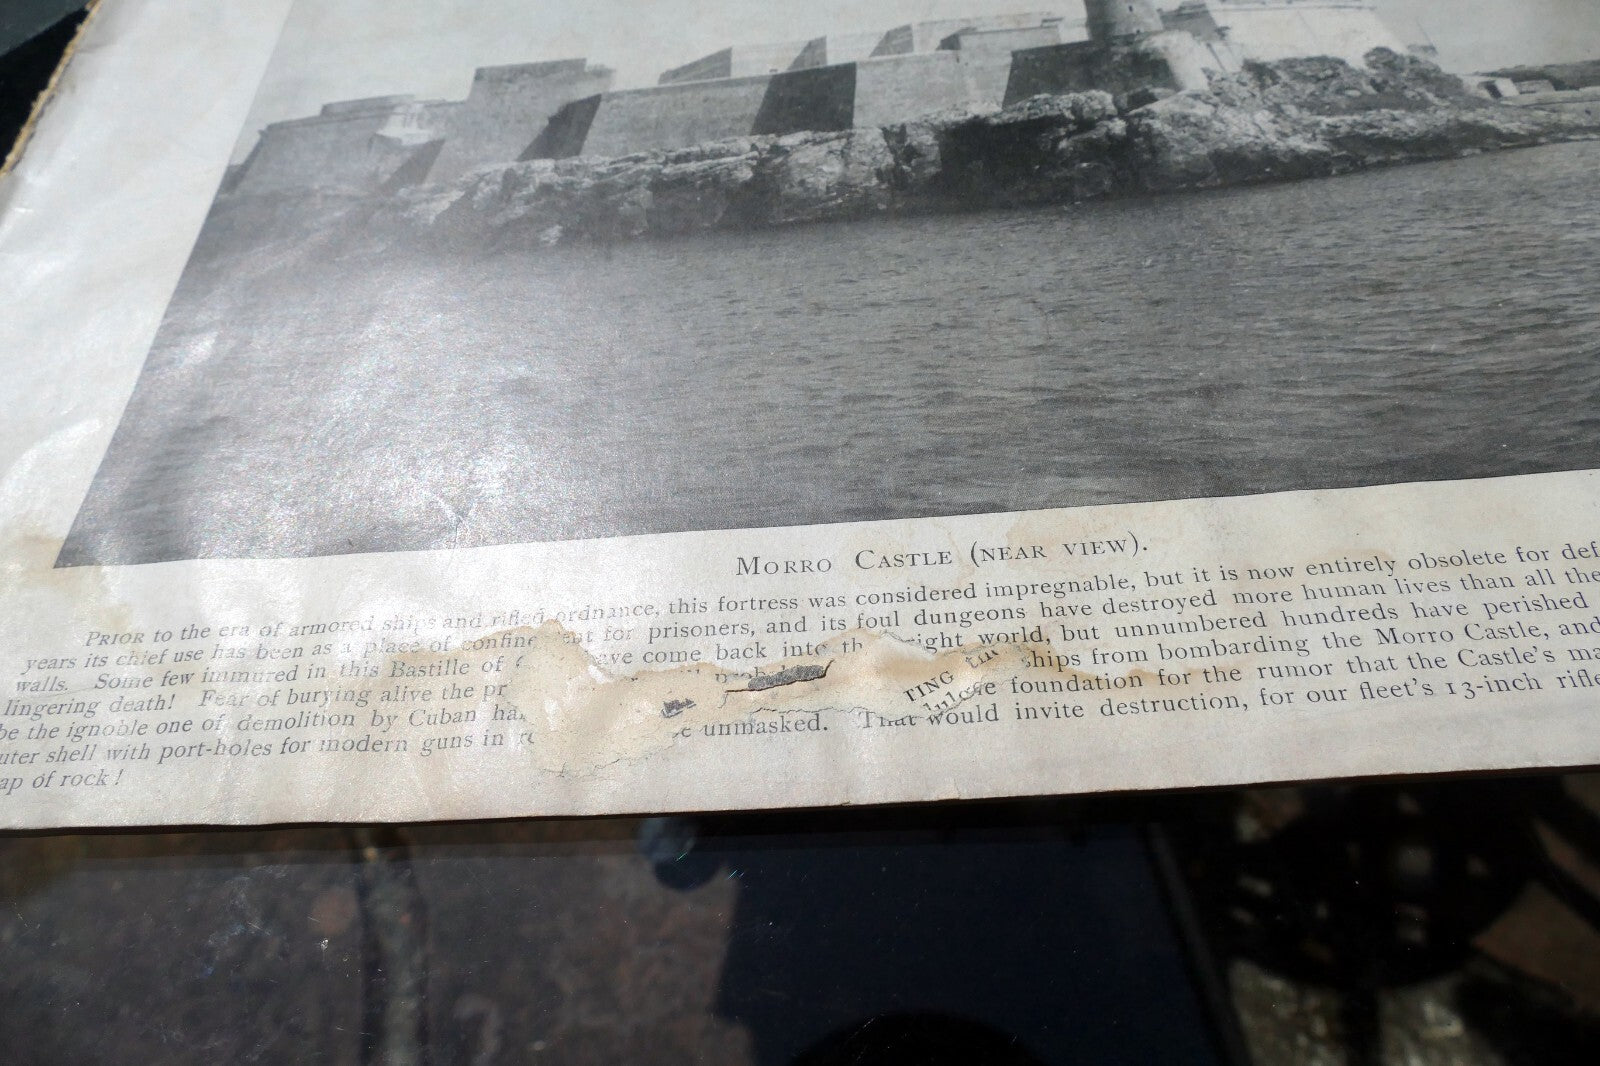 MORRO CASTLE (NEAR VIEW).
PRIOR to the era of armored ships and rifled ordnance, this fortress was considered impregnable, but it is now entirely obsolete for def
years its chief use has been as a place of confine ent for prisoners, and its foul dungeons have destroyed more human lives than all the
walls. Some few immured in this Bastille of ave come back into th right world, but unnumbered hundreds have perished
lingering death! Fear of burying alive the pr prob ships from bombarding the Morro Castle, and
be the ignoble one of demolition by Cuban ha foundation for the rumor that the Castle's ma
uter shell with port-holes for modern guns in r e unmasked. That would invite destruction, for our fleet's 13-inch rifle
ap of rock!
TING